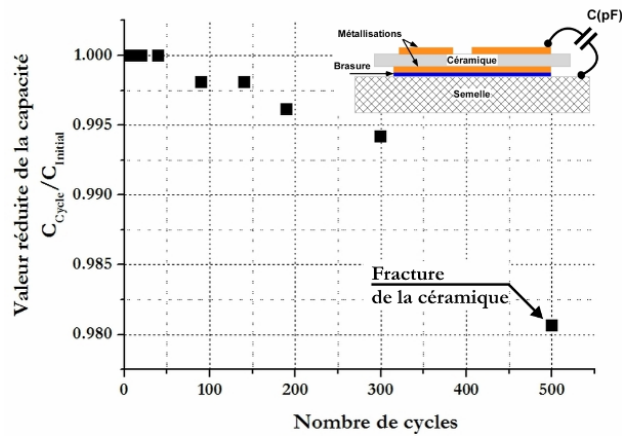 C(pF)
Métallisations
Céramique
Brasure
Semelle
Valeur réduite de la capacité
C_Cycle/C_Initial
1.000
0.995
0.990
0.985
0.980
Fracture
de la céramique
0 100 200 300 400 500
Nombre de cycles